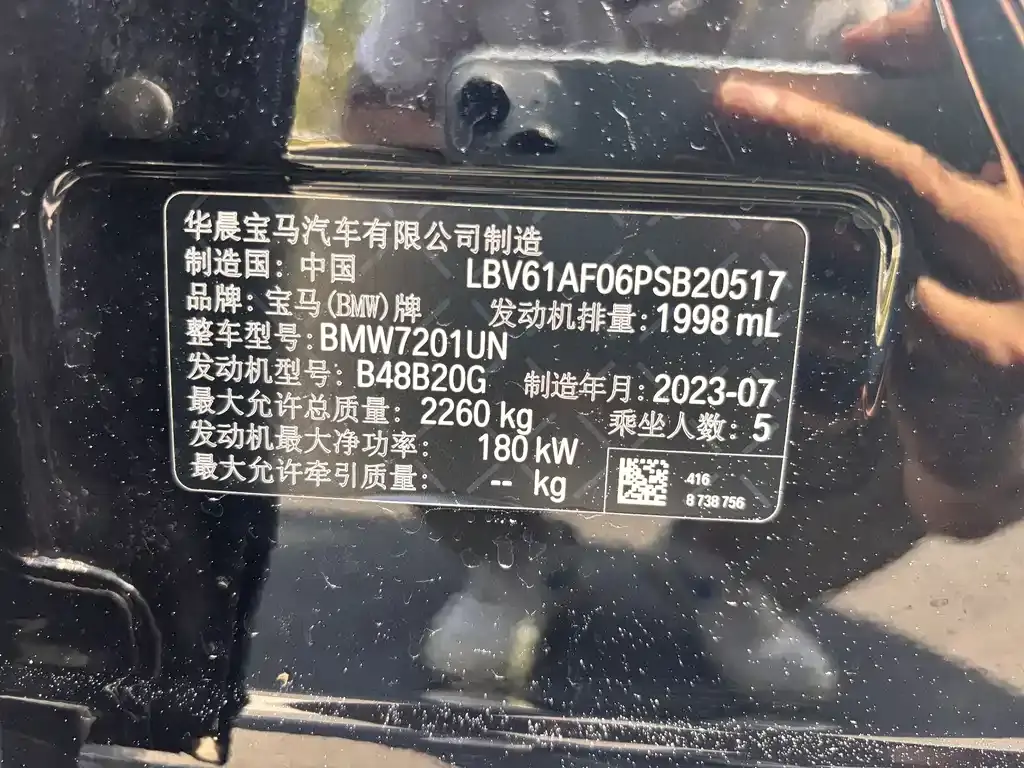 华晨宝马汽车有限公司制造
制造国：中国 LBV61AF06PSB20517
品牌：宝马(BMW)牌 发动机排量：1998 mL
整车型号：BMW7201UN
发动机型号：B48B20G 制造年月：2023-07
最大允许总质量：2260 kg 乘坐人数：5
发动机最大净功率：180 kW
最大允许牵引质量：-- kg
416
8 738 756